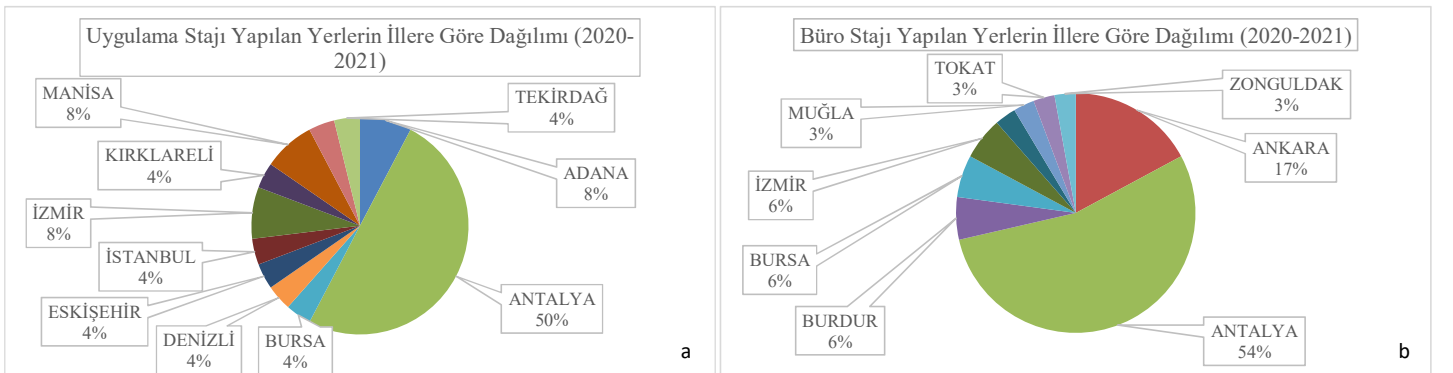 Uygulama Stajı Yapılan Yerlerin İllere Göre Dağılımı (2020-
2021)
MANİSA
8%
TEKİRDAĞ
4%
KIRKLARELİ
4%
ADANA
8%
İZMİR
8%
İSTANBUL
4%
ESKİŞEHİR
4%
ANTALYA
50%
DENİZLİ
4%
BURSA
4%
a
Büro Stajı Yapılan Yerlerin İllere Göre Dağılımı (2020-2021)
TOKAT
3%
ZONGULDAK
3%
MUĞLA
3%
ANKARA
17%
İZMİR
6%
BURSA
6%
BURDUR
6%
ANTALYA
54%
b